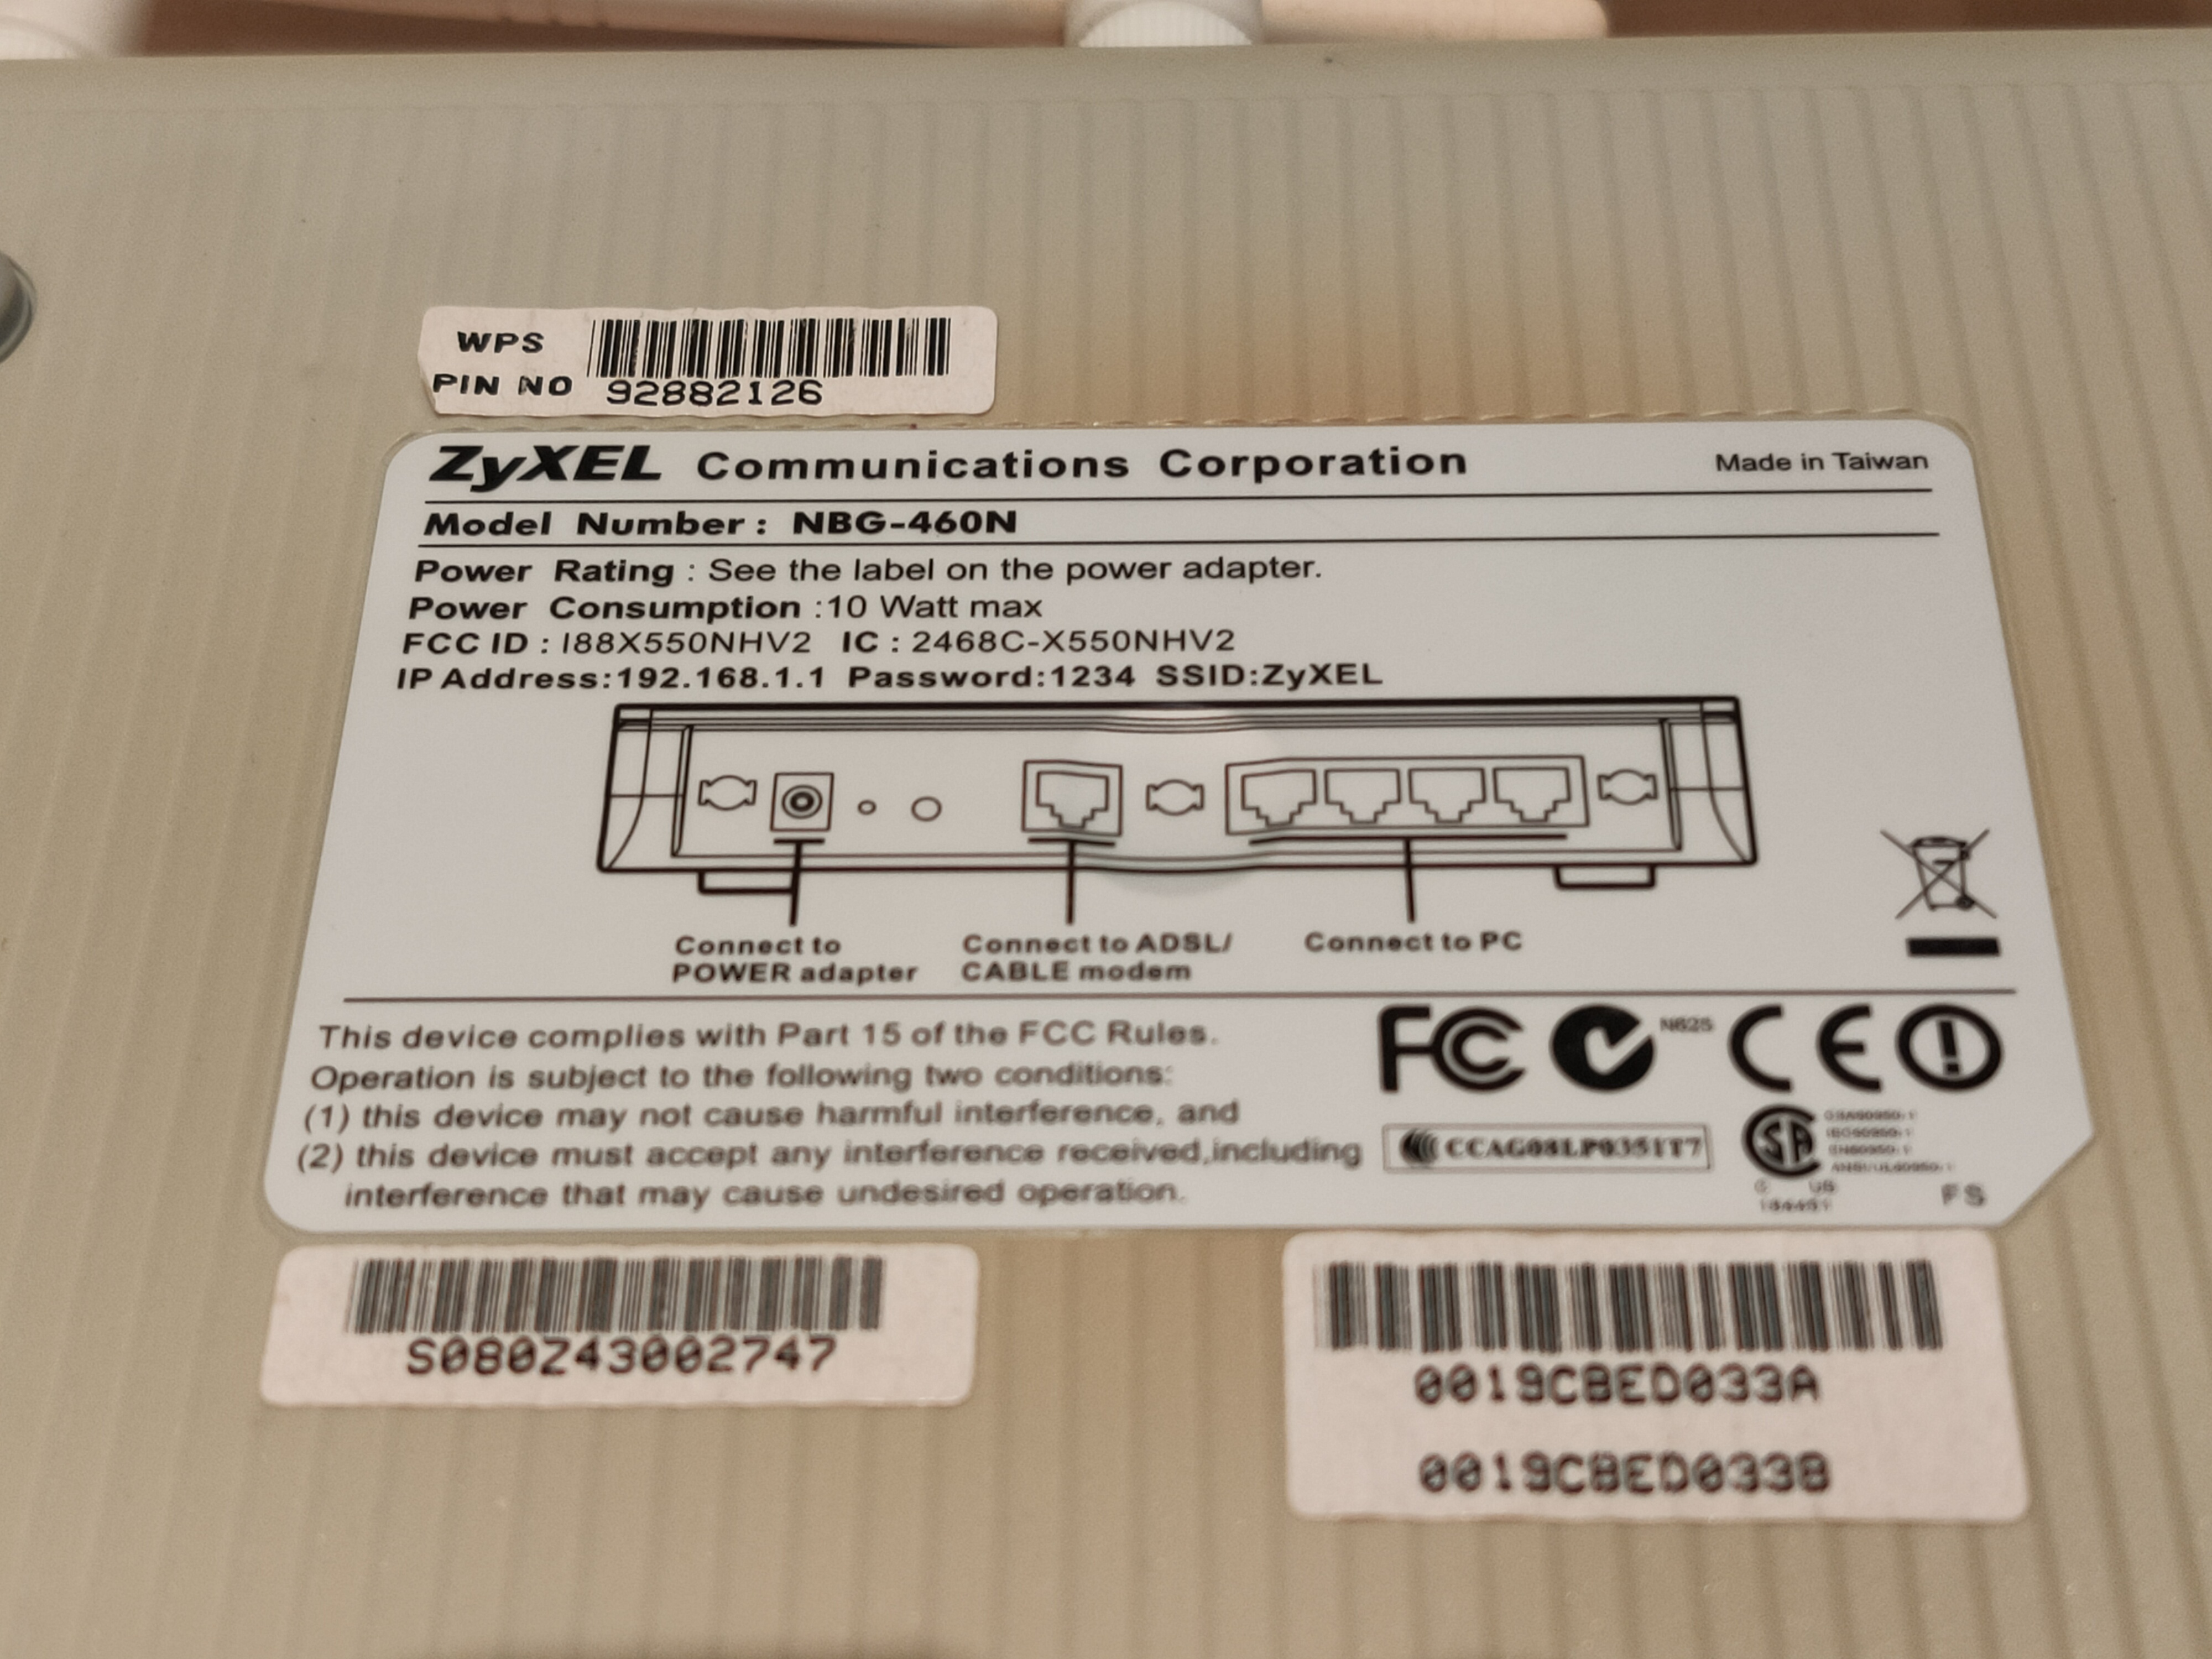 WPS
PIN NO 92882126
ZyXEL Communications Corporation Made in Taiwan
Model Number : NBG-460N
Power Rating : See the label on the power adapter.
Power Consumption :10 Watt max
FCC ID : I88X550NHV2 IC : 2468C-X550NHV2
IP Address:192.168.1.1 Password:1234 SSID:ZyXEL
Connect to
POWER adapter
Connect to ADSL/
CABLE modem
Connect to PC
This device complies with Part 15 of the FCC Rules.
Operation is subject to the following two conditions:
(1) this device may not cause harmful interference, and
(2) this device must accept any interference received,including
interference that may cause undesired operation.
FCC N625 CE
CCAG08LP0351T7
SA
FS
S080Z43002747
0019CBED033A
0019CBED033B